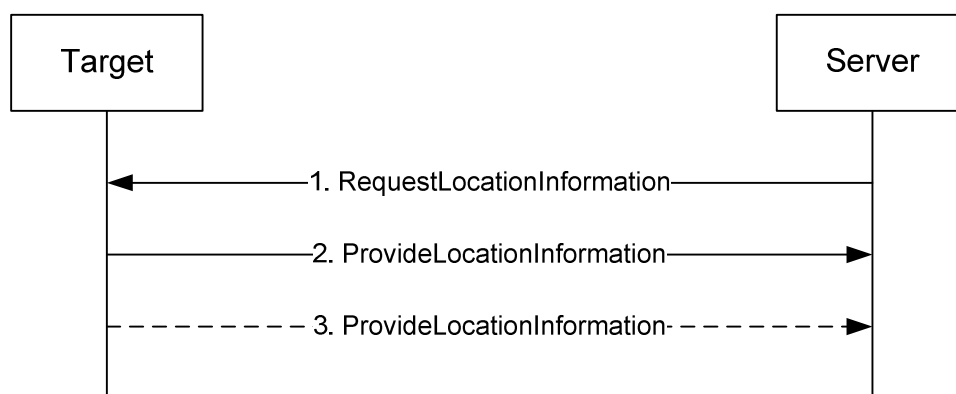 Target
Server
1. RequestLocationInformation
2. ProvideLocationInformation
3. ProvideLocationInformation